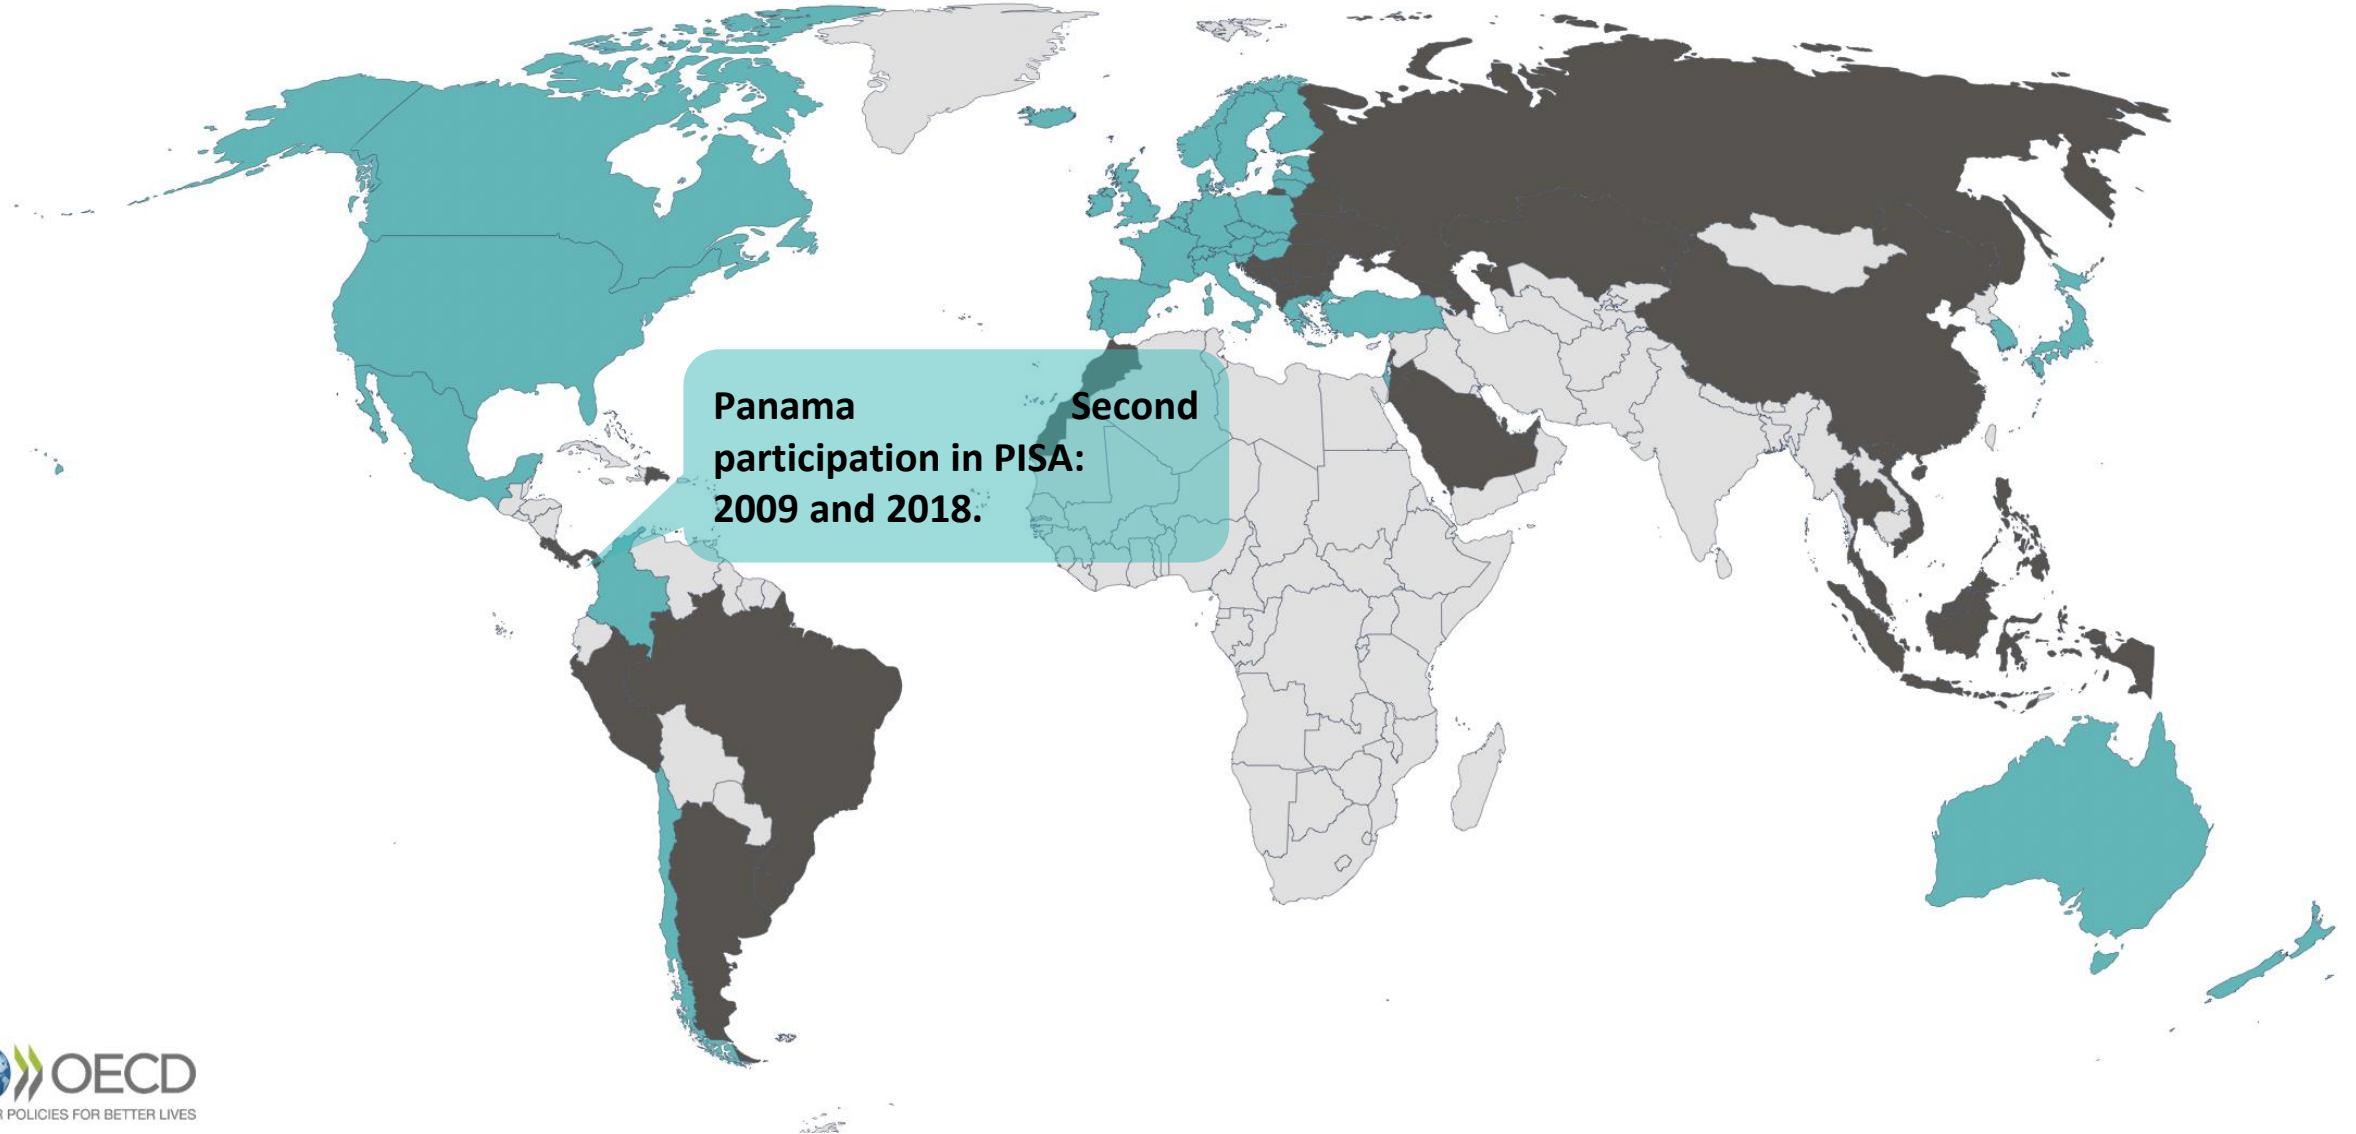 Panama Second
participation in PISA:
2009 and 2018.
OECD
R POLICIES FOR BETTER LIVES